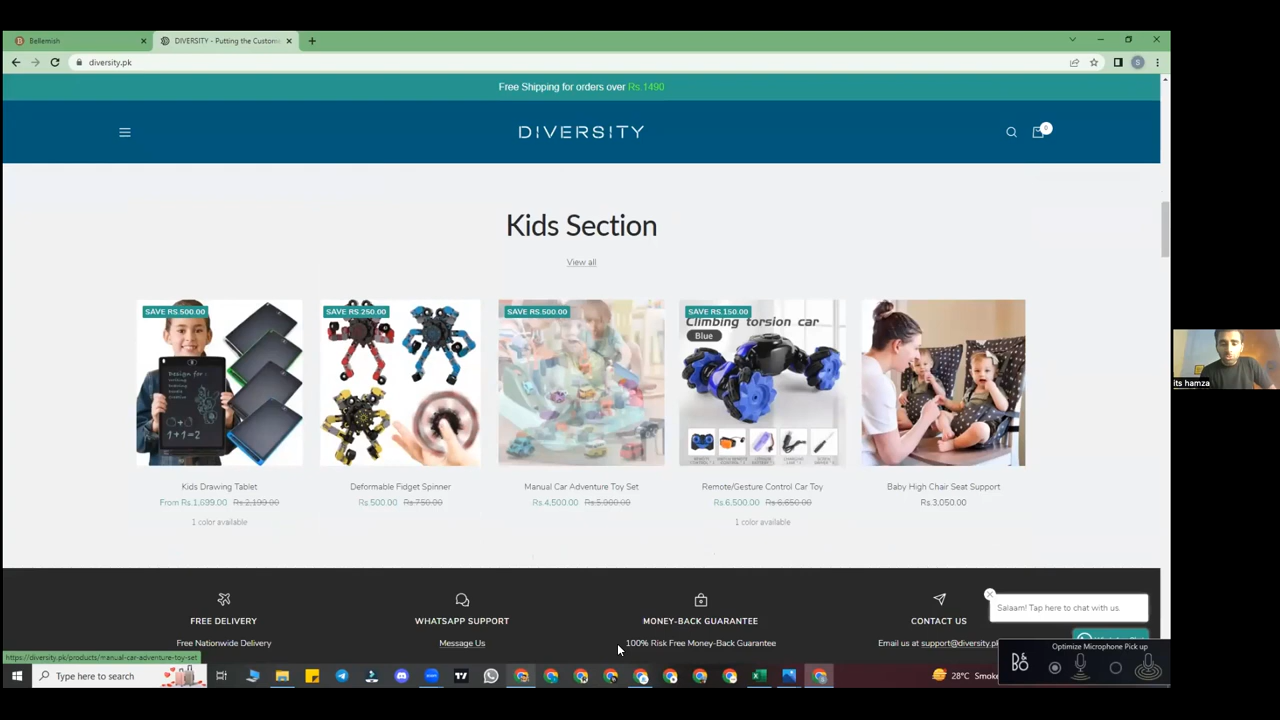 Bellemish
DIVERSITY - Putting the Custome
diversity.pk
Free Shipping for orders over Rs.1490
DIVERSITY
0
Kids Section
View all
SAVE RS.500.00
SAVE RS.250.00
SAVE RS.500.00
SAVE RS.150.00
Climbing torsion car
Blue
Design for:
1+1=2
Kids Drawing Tablet
Deformable Fidget Spinner
Manual Car Adventure Toy Set
Remote/Gesture Control Car Toy
Baby High Chair Seat Support
From Rs.1,699.00 Rs.2,199.00
Rs.500.00 Rs.750.00
Rs.4,500.00 Rs.5,000.00
Rs.6,500.00 Rs.6,650.00
Rs.3,050.00
1 color available
1 color available
its hamza
FREE DELIVERY
WHATSAPP SUPPORT
MONEY-BACK GUARANTEE
CONTACT US
Salaam! Tap here to chat with us.
Free Nationwide Delivery
Message Us
100% Risk Free Money-Back Guarantee
Email us at support@diversity.pk
https://diversity.pk/products/manual-car-adventure-toy-set
Optimize Microphone Pick up
B&O
Type here to search
28°C Smoke